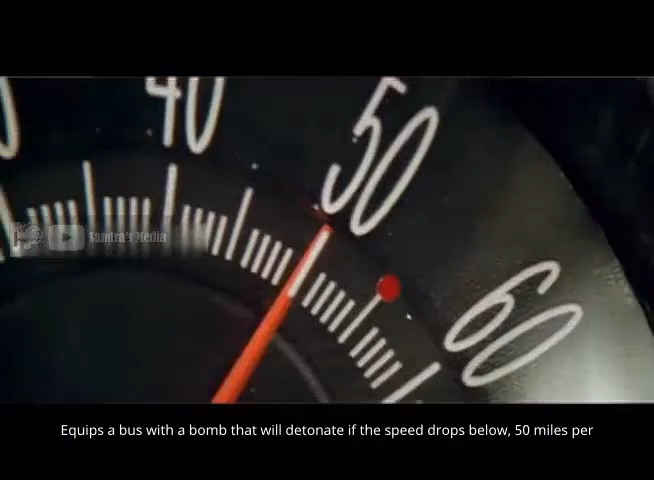 40
50
60
Sandra's Media
Equips a bus with a bomb that will detonate if the speed drops below, 50 miles per